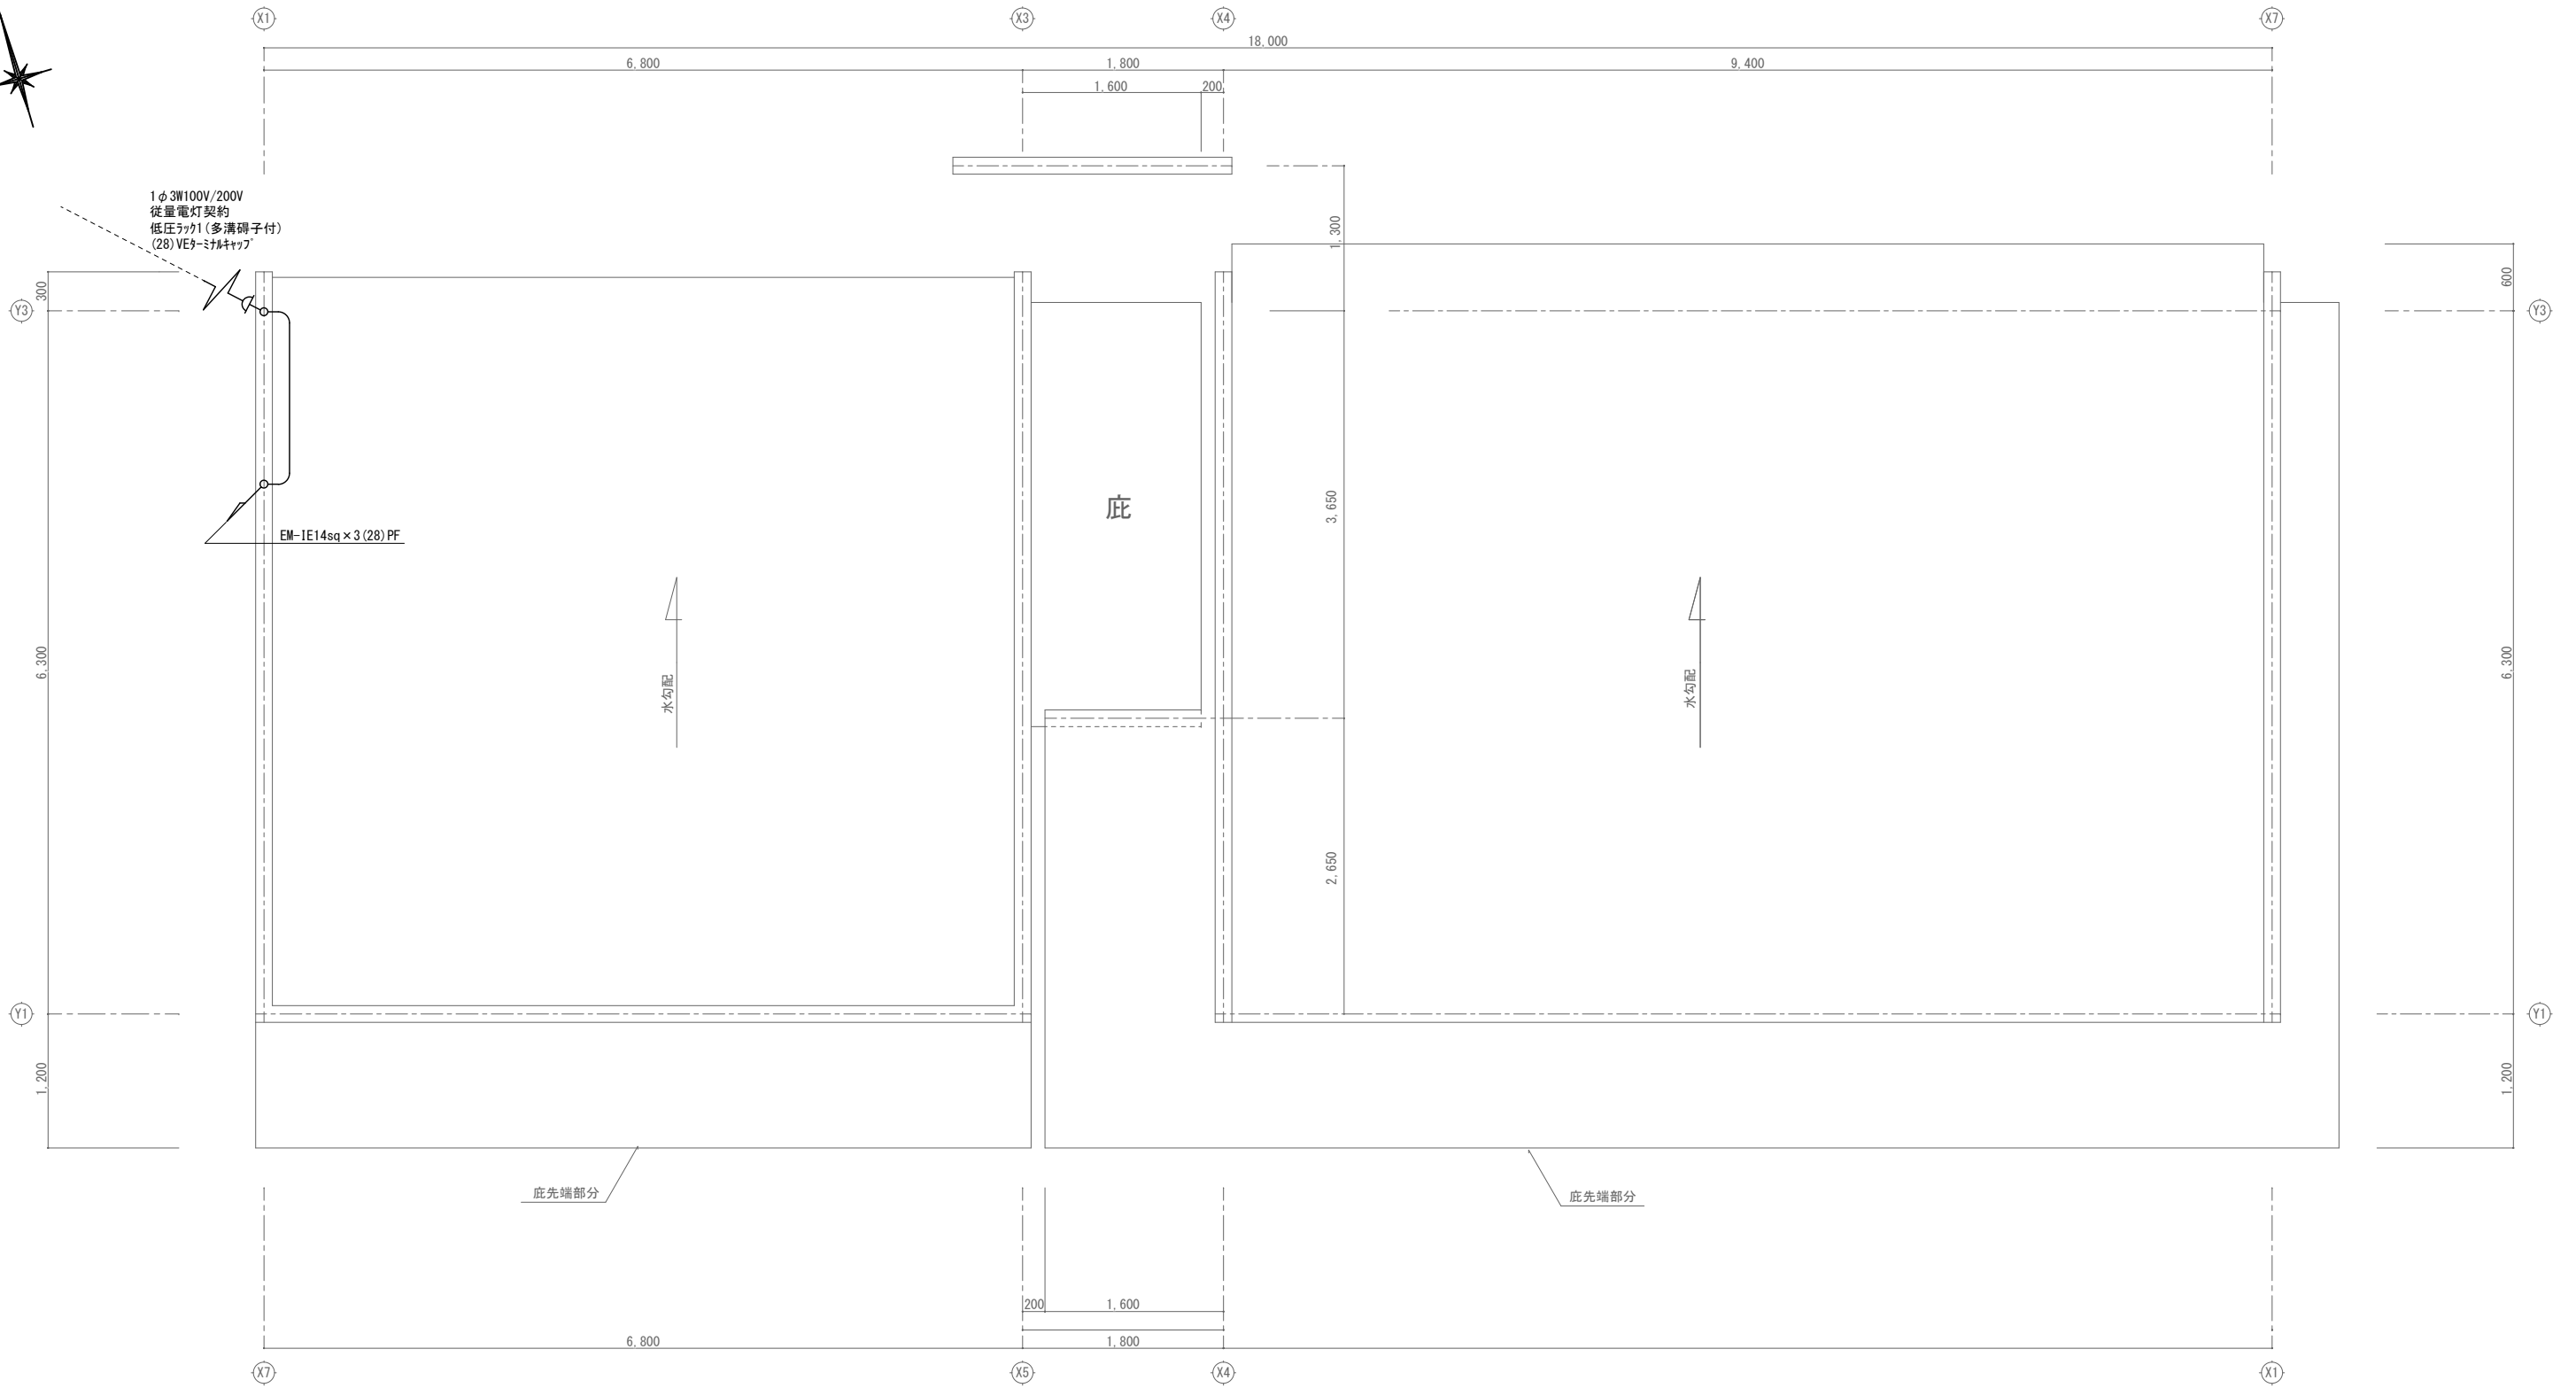 X1
X3
X4
X7
18,000
6,800
1,800
9,400
1,600
200
1φ3W100V/200V
従量電灯契約
低圧ﾗｯｸ1(多溝碍子付)
(28)VEﾀｰﾐﾅﾙｷｬｯﾌﾟ
1,300
300
600
Y3
Y3
庇
3,650
EM-IE14sq×3(28)PF
6,300
水勾配
水勾配
6,300
2,650
Y1
Y1
1,200
1,200
庇先端部分
庇先端部分
200
1,600
6,800
1,800
X7
X5
X4
X1